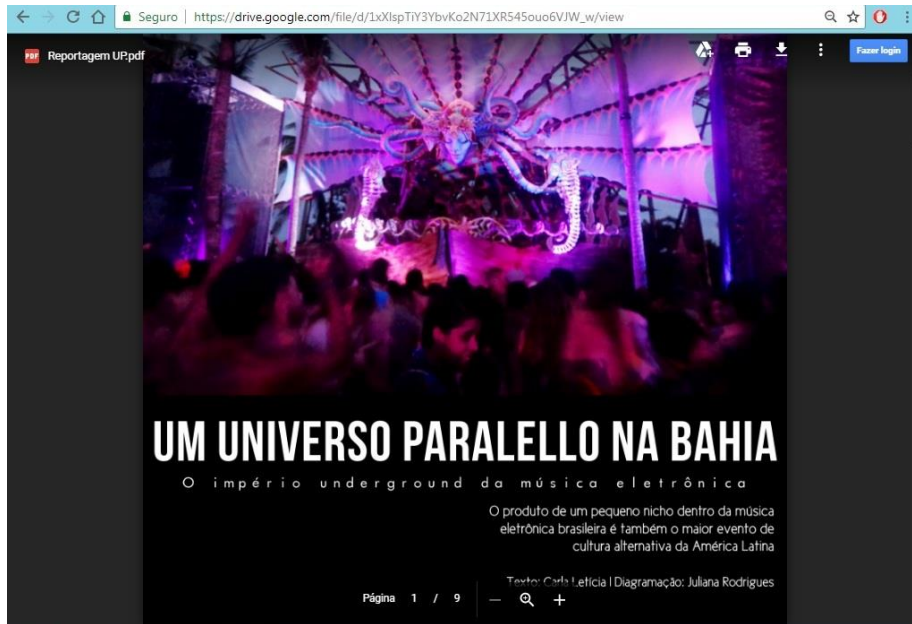 Seguro | https://drive.google.com/file/d/1xXlspTiY3YbvKo2N71XR545ouo6VJW_w/view
PDF Reportagem UP.pdf
Fazer login
UM UNIVERSO PARALELLO NA BAHIA
O império underground da música eletrônica
O produto de um pequeno nicho dentro da música
eletrônica brasileira é também o maior evento de
cultura alternativa da América Latina
Texto: Carla Letícia | Diagramação: Juliana Rodrigues
Página 1 / 9